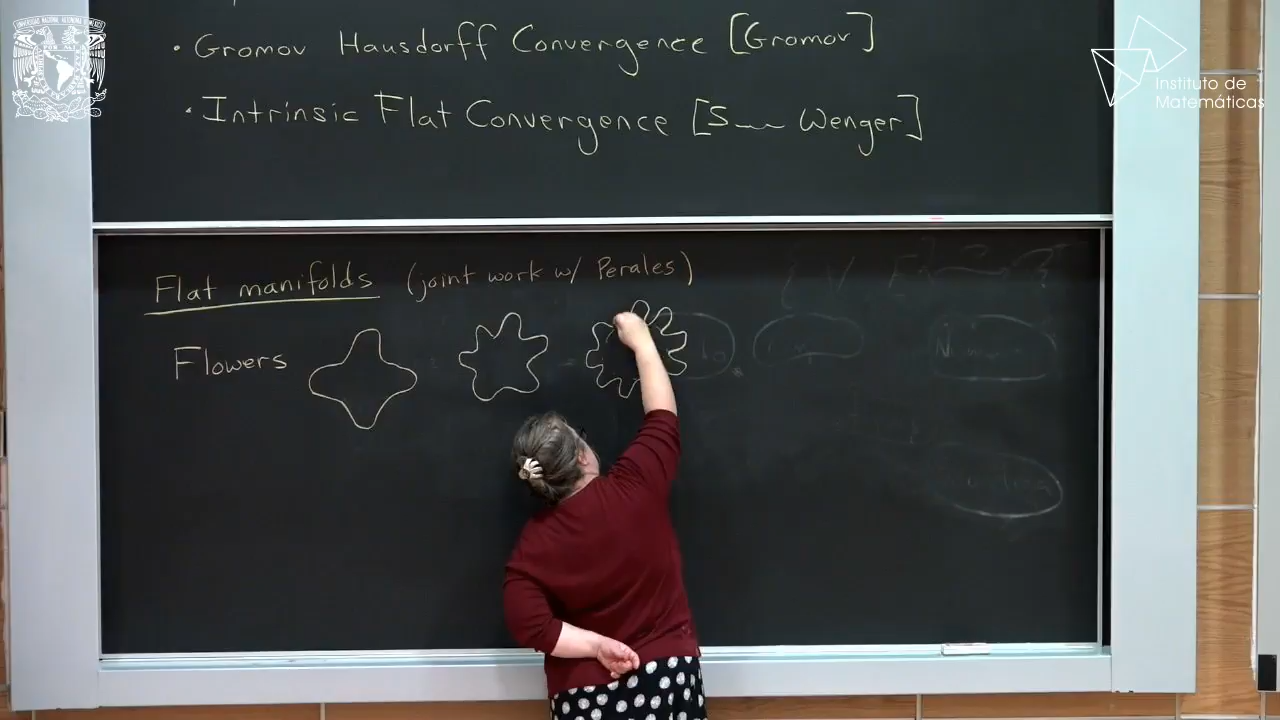 • Gromov Hausdorff Convergence [Gromov]
• Intrinsic Flat Convergence [S Wenger]
Instituto de
Matemáticas
Flat manifolds (joint work w/ Perales)
Flowers